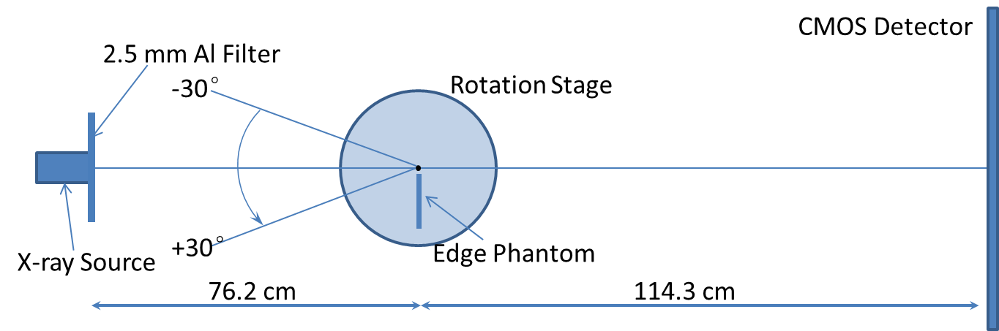 CMOS Detector
2.5 mm Al Filter
-30°
Rotation Stage
+30°
Edge Phantom
X-ray Source
76.2 cm
114.3 cm